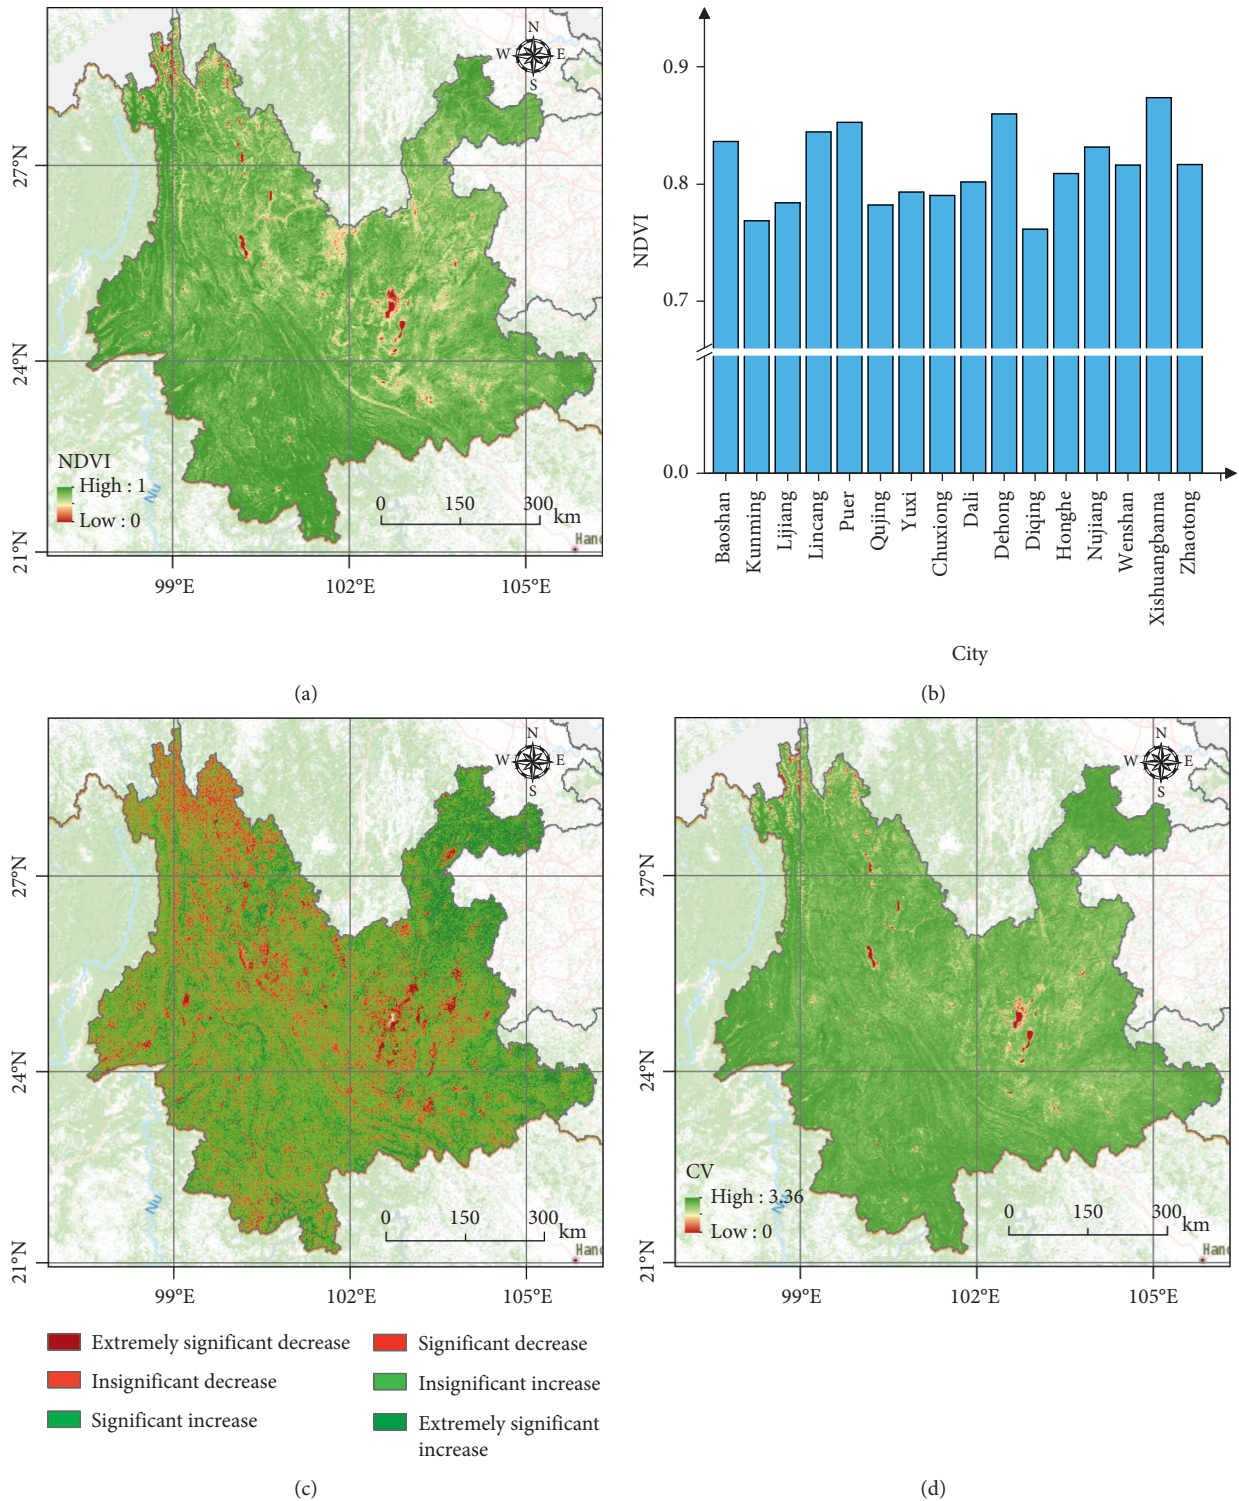 N
W E
S
27°N
24°N
21°N
NDVI
High : 1
Low : 0
Nu
0 150 300
km
Hanc
99°E 102°E 105°E
(a)
0.9
0.8
0.7
0.0
NDVI
Baoshan
Kunming
Lijiang
Lincang
Puer
Qujing
Yuxi
Chuxiong
Dali
Dehong
Diqing
Honghe
Nujiang
Wenshan
Xishuangbanna
Zhaotong
City
(b)
N
W E
S
27°N
24°N
21°N
Nu
0 150 300
km
Hanc
99°E 102°E 105°E
Extremely significant decrease
Significant decrease
Insignificant decrease
Insignificant increase
Significant increase
Extremely significant
increase
(c)
N
W E
S
27°N
24°N
21°N
CV
High : 3.36
Low : 0
Nu
0 150 300
km
Hanc
99°E 102°E 105°E
(d)